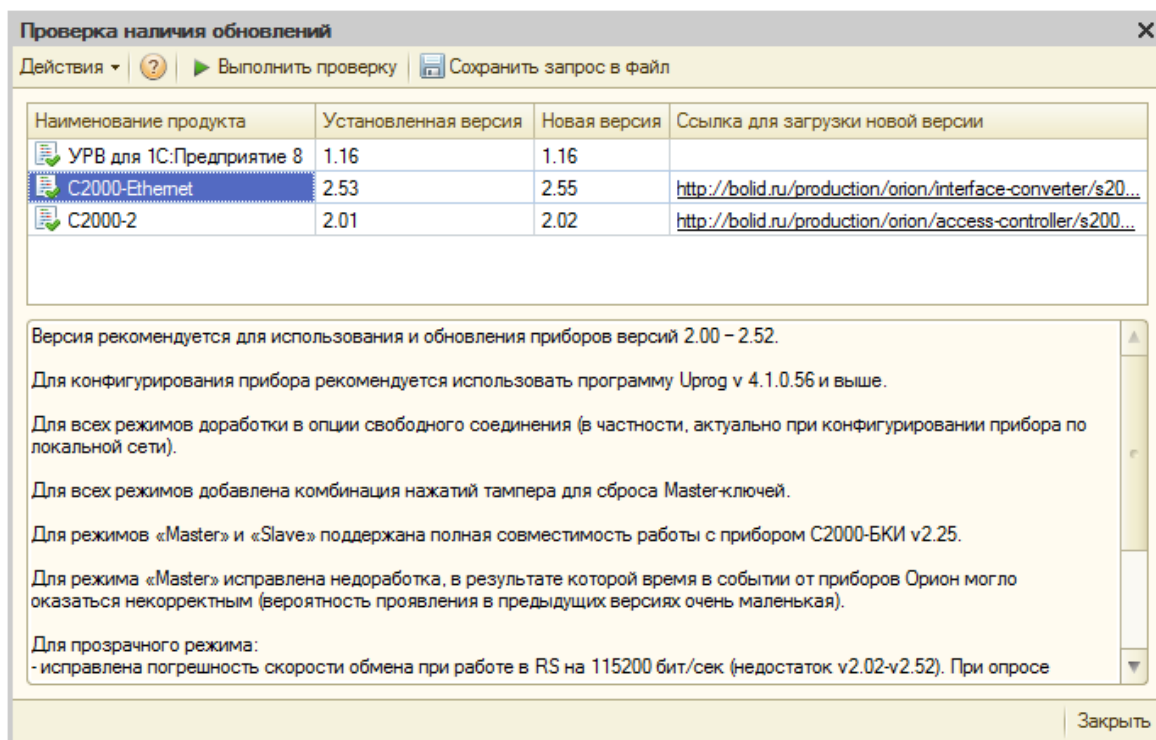 Проверка наличия обновлений
Действия ? Выполнить проверку Сохранить запрос в файл
Наименование продукта Установленная версия Новая версия Ссылка для загрузки новой версии
УРВ для 1С:Предприятие 8 1.16 1.16
С2000-Ethernet 2.53 2.55 http://bolid.ru/production/orion/interface-converter/s20...
С2000-2 2.01 2.02 http://bolid.ru/production/orion/access-controller/s200...
Версия рекомендуется для использования и обновления приборов версий 2.00 – 2.52.
Для конфигурирования прибора рекомендуется использовать программу Uprog v 4.1.0.56 и выше.
Для всех режимов доработки в опции свободного соединения (в частности, актуально при конфигурировании прибора по
локальной сети).
Для всех режимов добавлена комбинация нажатий тампера для сброса Master-ключей.
Для режимов «Master» и «Slave» поддержана полная совместимость работы с прибором С2000-БКИ v2.25.
Для режима «Master» исправлена недоработка, в результате которой время в событии от приборов Орион могло
оказаться некорректным (вероятность проявления в предыдущих версиях очень маленькая).
Для прозрачного режима:
- исправлена погрешность скорости обмена при работе в RS на 115200 бит/сек (недостаток v2.02-v2.52). При опросе
Закрыть